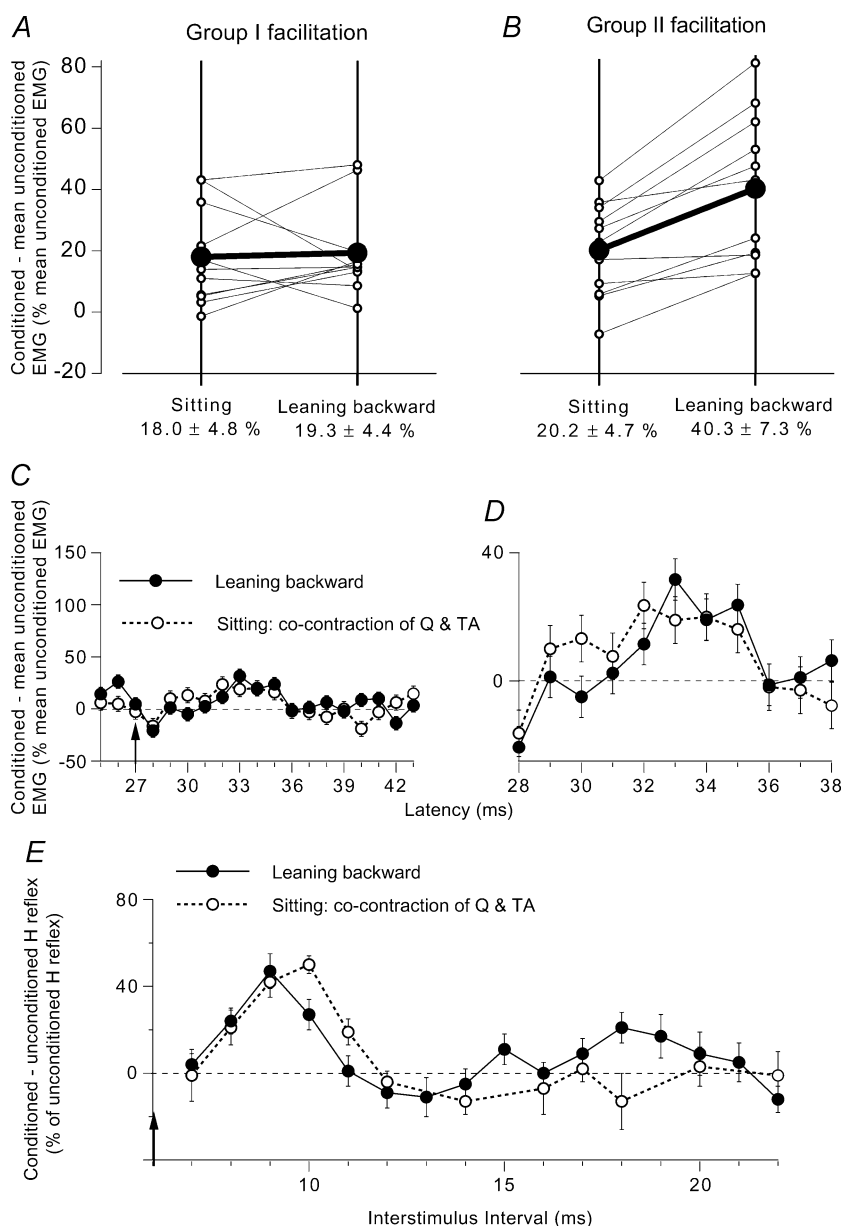 A
Group I facilitation
B
Group II facilitation
Conditioned - mean unconditiooned
EMG (% mean unconditioned EMG)
80
60
40
20
0
-20
Sitting
18.0 ± 4.8 %
Leaning backward
19.3 ± 4.4 %
Sitting
20.2 ± 4.7 %
Leaning backward
40.3 ± 7.3 %
C
Conditioned - mean unconditiooned
EMG (% mean unconditioned EMG)
150
100
50
0
-50
Leaning backward
Sitting: co-contraction of Q & TA
27 30 33 36 39 42
D
40
0
28 30 32 34 36 38
Latency (ms)
E
Leaning backward
Sitting: co-contraction of Q & TA
Conditioned - unconditioned H reflex
(% of unconditioned H reflex)
80
40
0
10 15 20
Interstimulus Interval (ms)